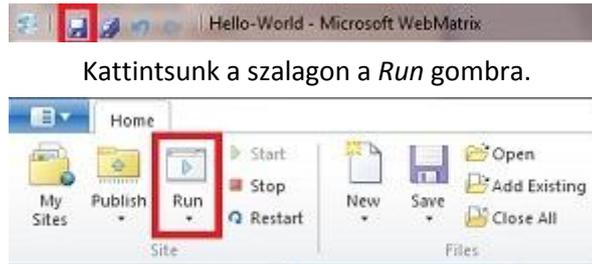 Hello-World - Microsoft WebMatrix
Kattintsunk a szalagon a Run gombra.
Home
My Sites
Publish
Run
Start
Stop
Restart
New
Save
Open
Add Existing
Close All
Site
Files